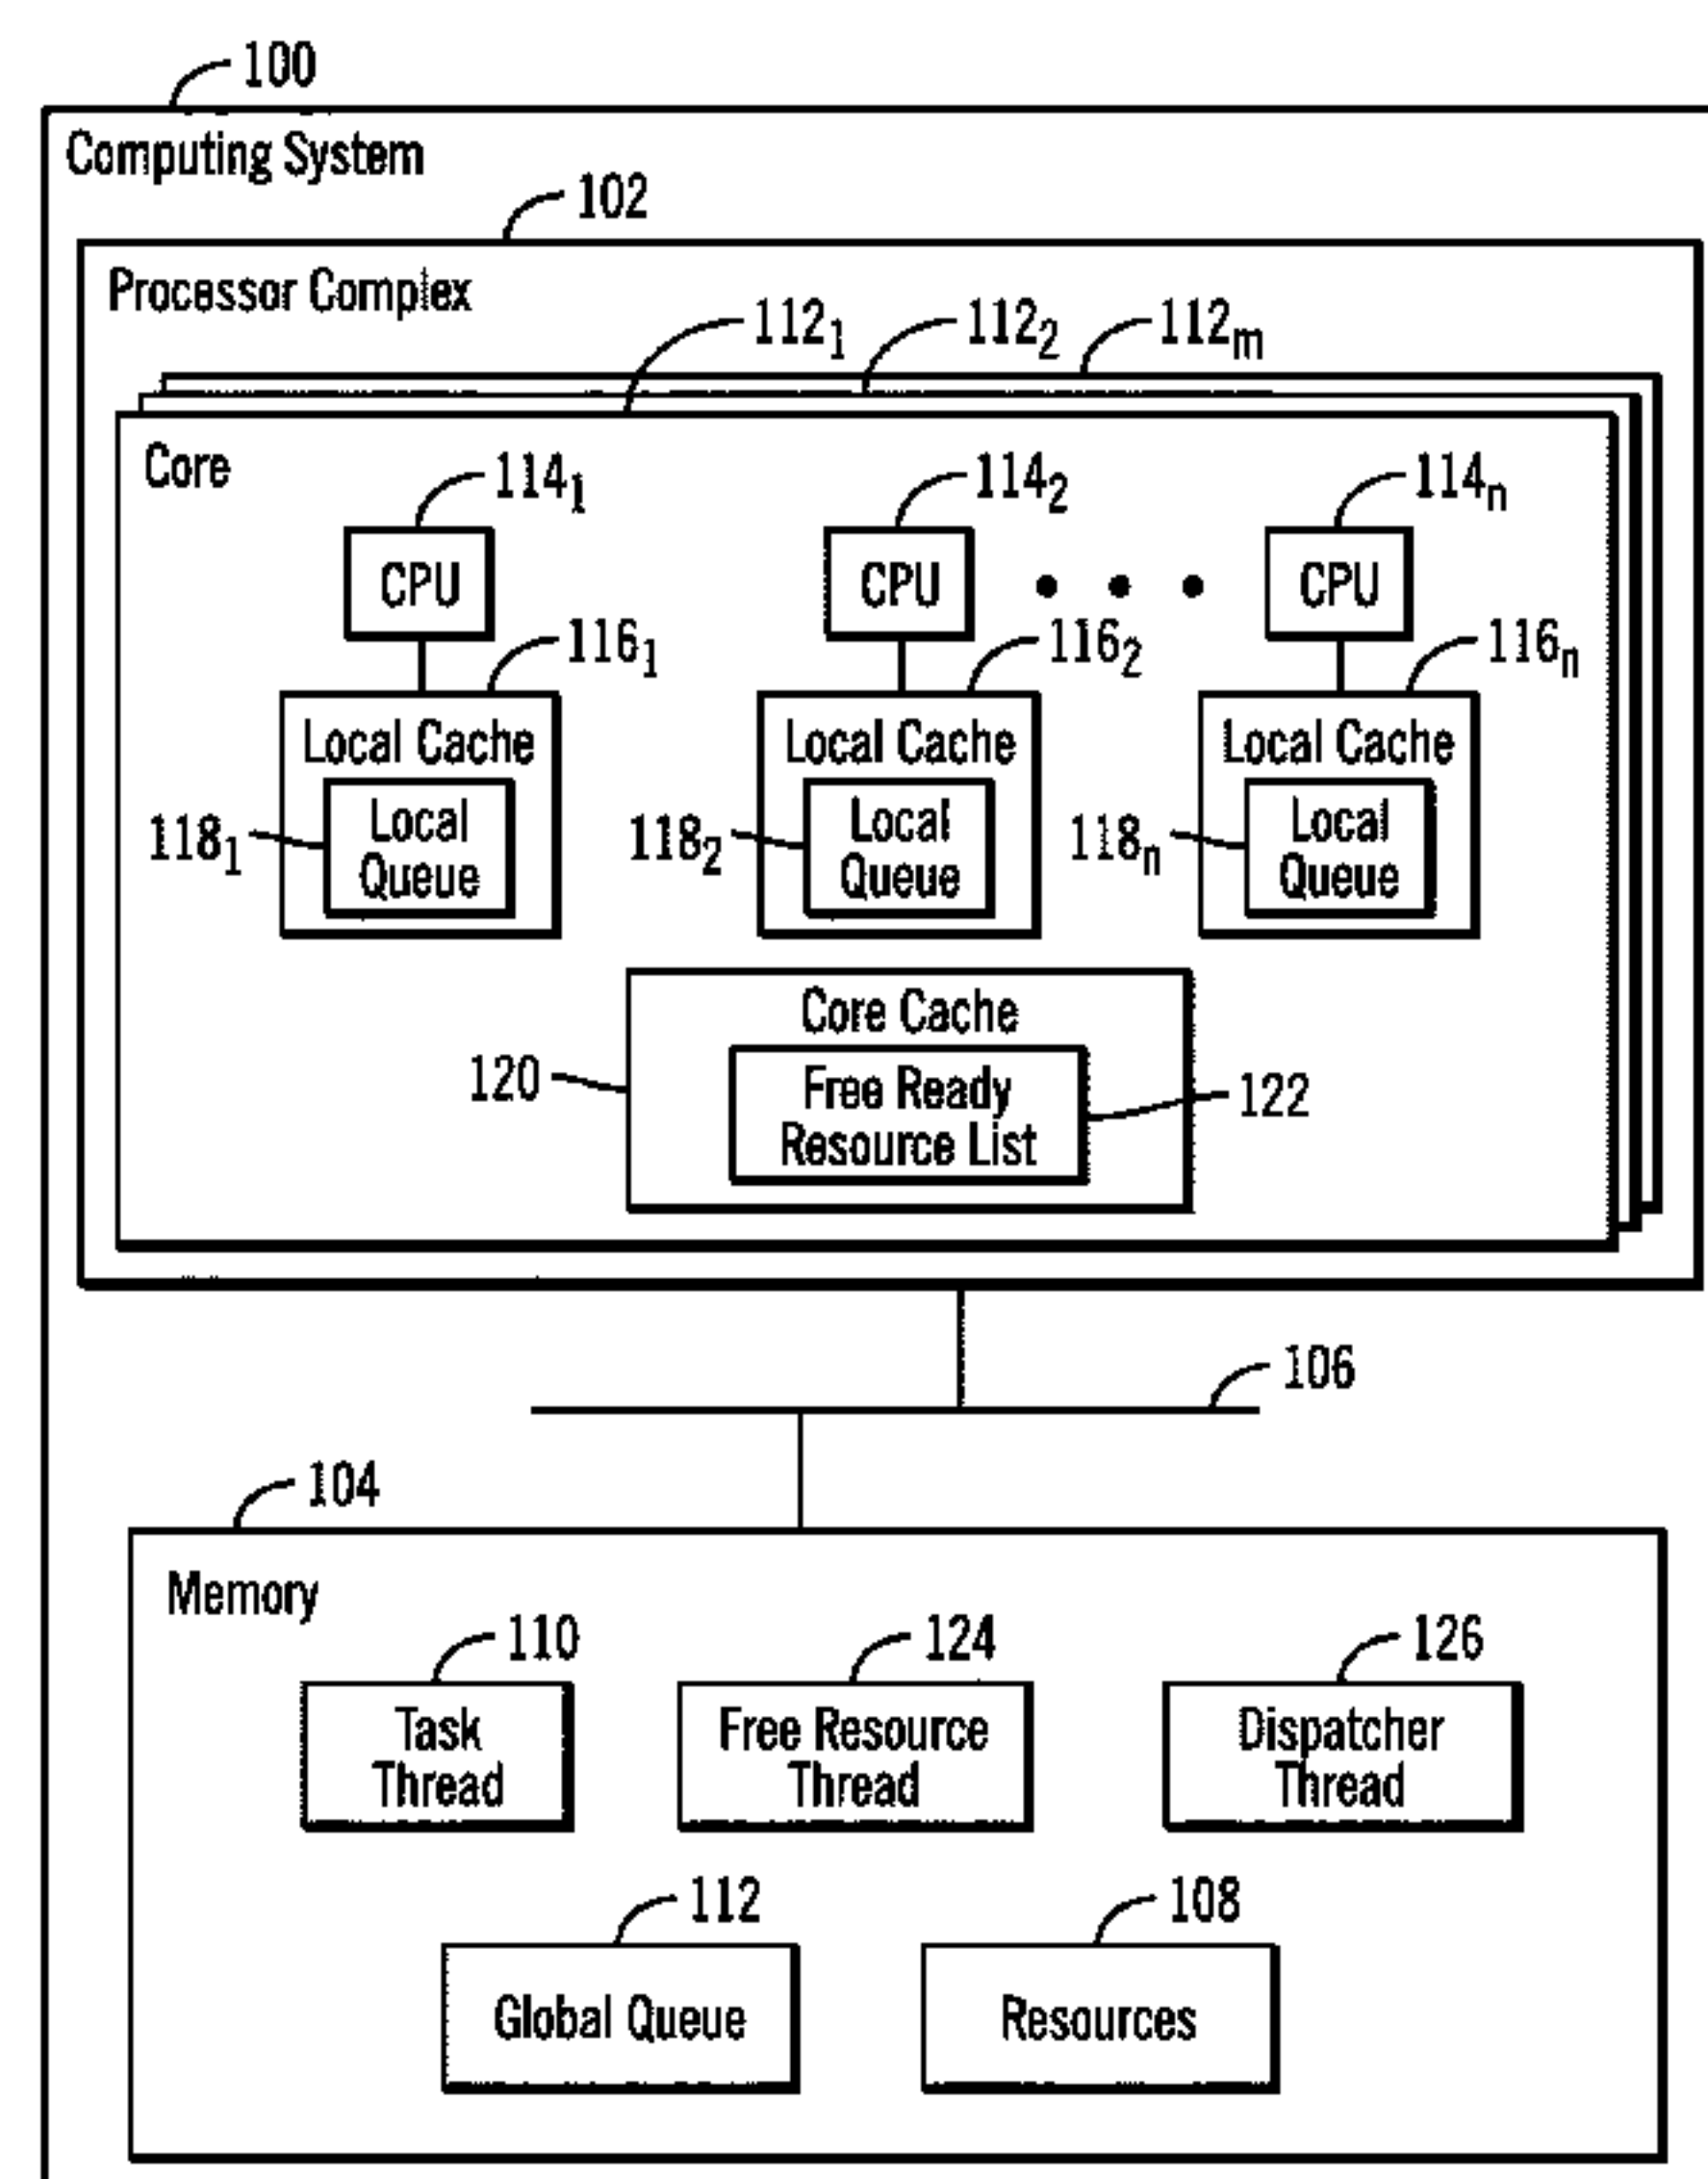 100
Computing System
102
Processor Complex
112₁ 112₂ 112ₘ
Core
114₁ 114₂ 114ₙ
CPU CPU • • • CPU
116₁ 116₂ 116ₙ
Local Cache Local Cache Local Cache
118₁ Local Queue 118₂ Local Queue 118ₙ Local Queue
Core Cache
120
Free Ready
Resource List
122
106
104
Memory
110 124 126
Task Free Resource Dispatcher
Thread Thread Thread
112 108
Global Queue Resources